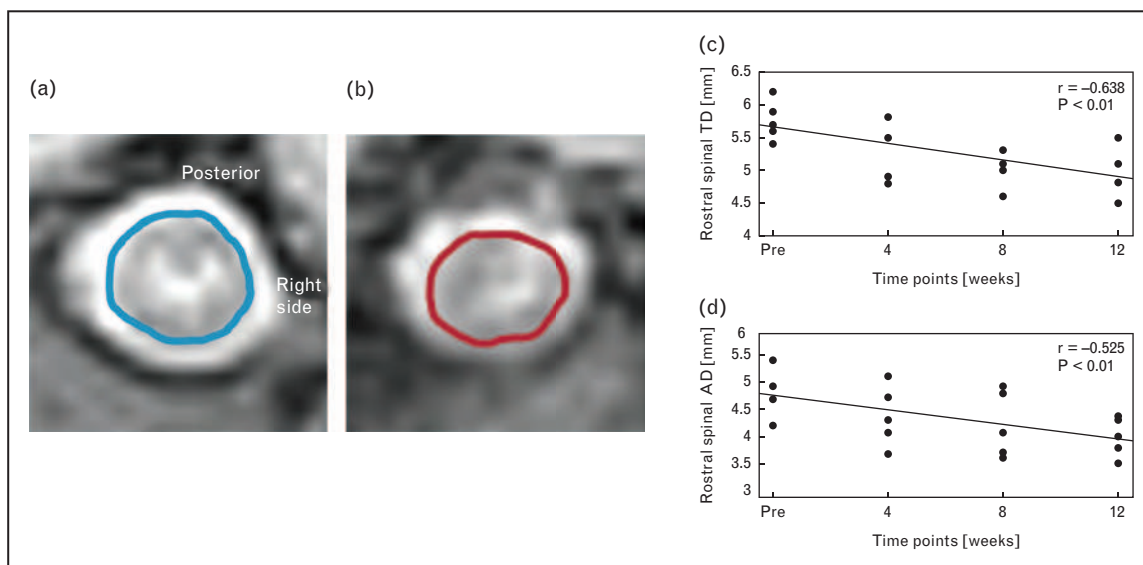 (a)
Posterior
Right
side
(b)
(c)
Rostral spinal TD [mm]
6.5
6
5.5
5
4.5
4
r = –0.638
P < 0.01
Pre
4
8
12
Time points [weeks]
(d)
Rostral spinal AD [mm]
6
5.5
5
4.5
4
3.5
3
r = –0.525
P < 0.01
Pre
4
8
12
Time points [weeks]